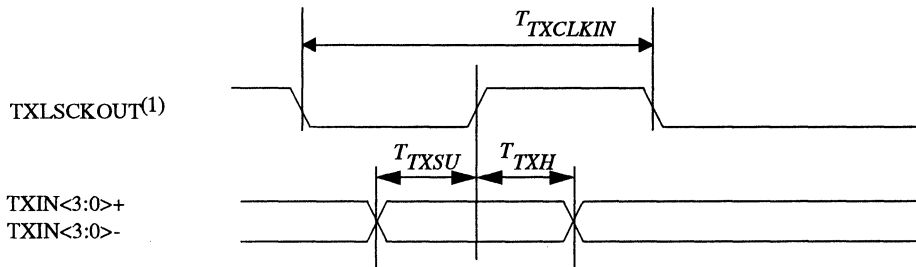 TTXCLKIN
TXLSCKOUT(1)
TTXSU
TTXH
TXIN<3:0>+
TXIN<3:0>-